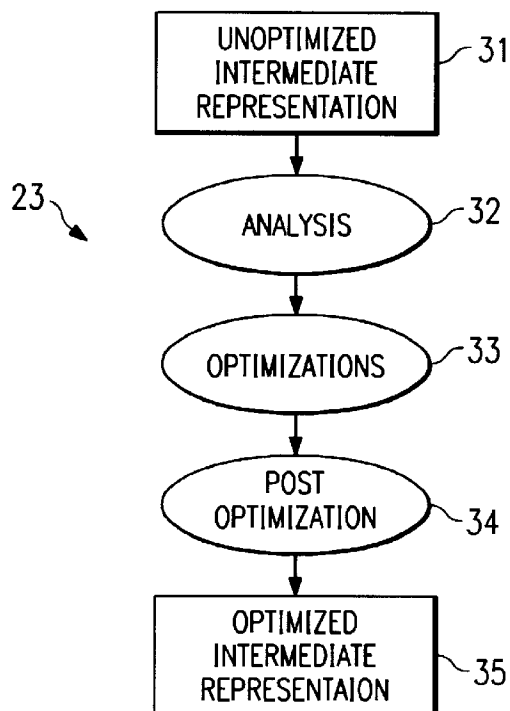 UNOPTIMIZED
INTERMEDIATE
REPRESENTATION
31
23
ANALYSIS
32
OPTIMIZATIONS
33
POST
OPTIMIZATION
34
OPTIMIZED
INTERMEDIATE
REPRESENTAION
35